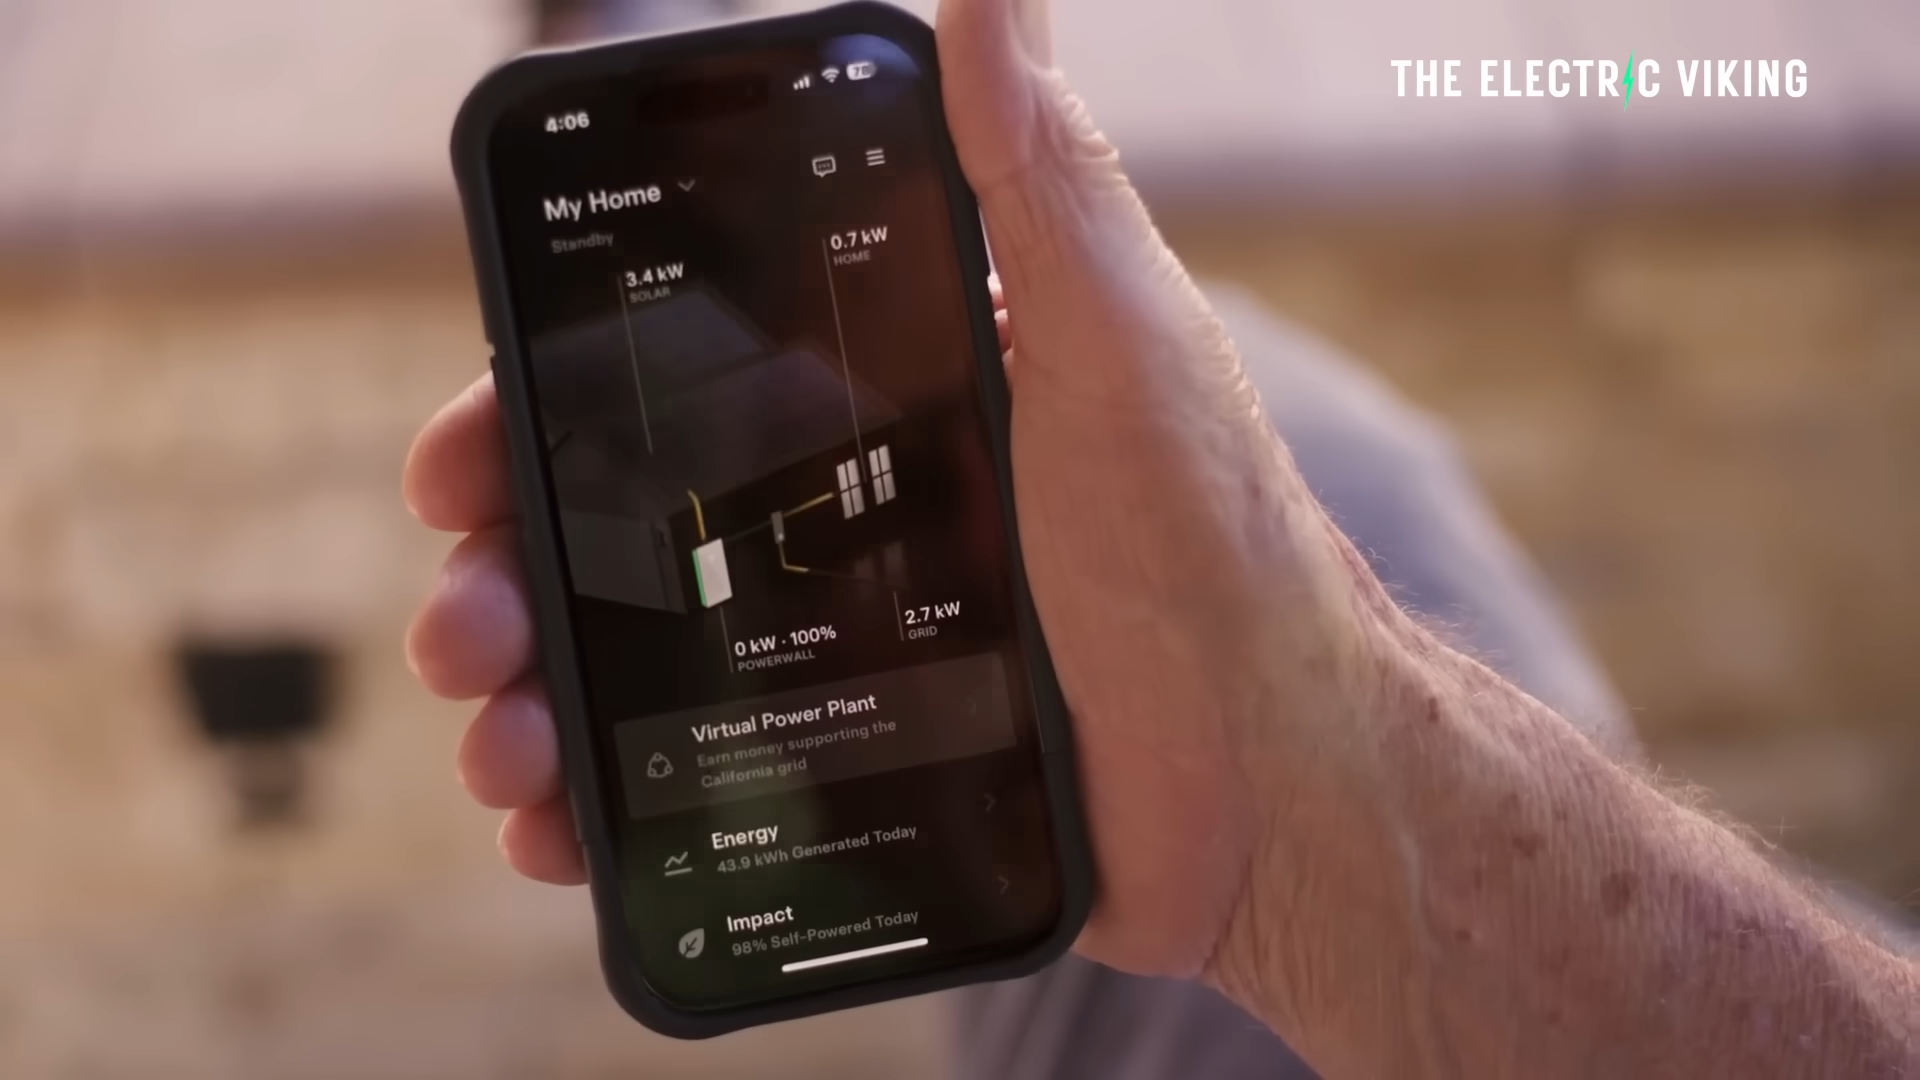 THE ELECTRIC VIKING
4:06
78
My Home
Standby
0.7 kW
HOME
3.4 kW
SOLAR
2.7 kW
GRID
0 kW · 100%
POWERWALL
Virtual Power Plant
Earn money supporting the
California grid
Energy
43.9 kWh Generated Today
Impact
98% Self-Powered Today